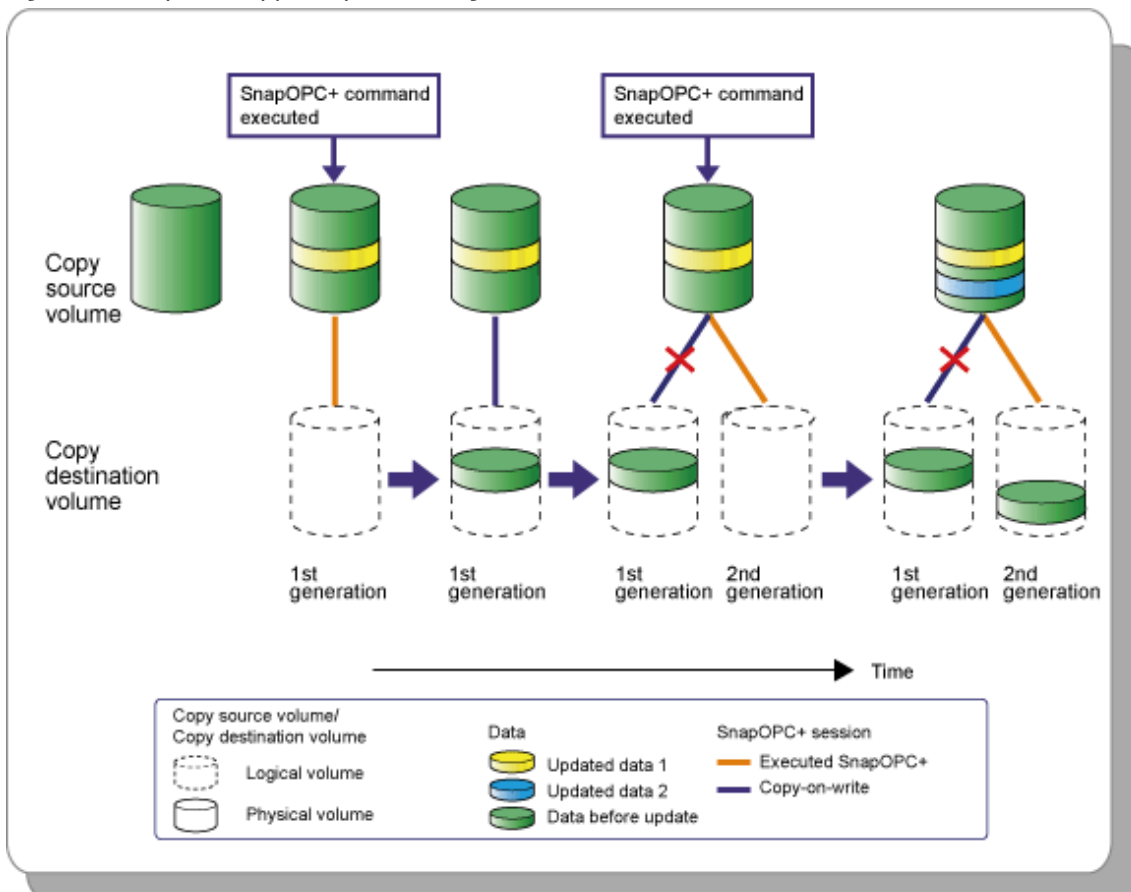 SnapOPC+ command
executed
SnapOPC+ command
executed
Copy
source
volume
Copy
destination
volume
1st
generation
1st
generation
1st
generation
2nd
generation
1st
generation
2nd
generation
Time
Copy source volume/
Copy destination volume
Logical volume
Physical volume
Data
Updated data 1
Updated data 2
Data before update
SnapOPC+ session
Executed SnapOPC+
Copy-on-write